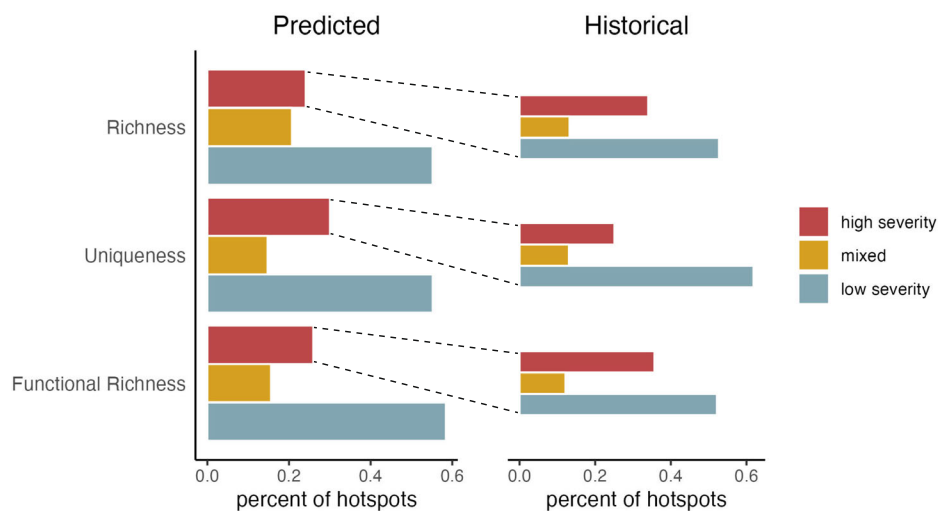 Predicted
Historical
Richness
Uniqueness
Functional Richness
high severity
mixed
low severity
0.0 0.2 0.4 0.6
0.0 0.2 0.4 0.6
percent of hotspots
percent of hotspots